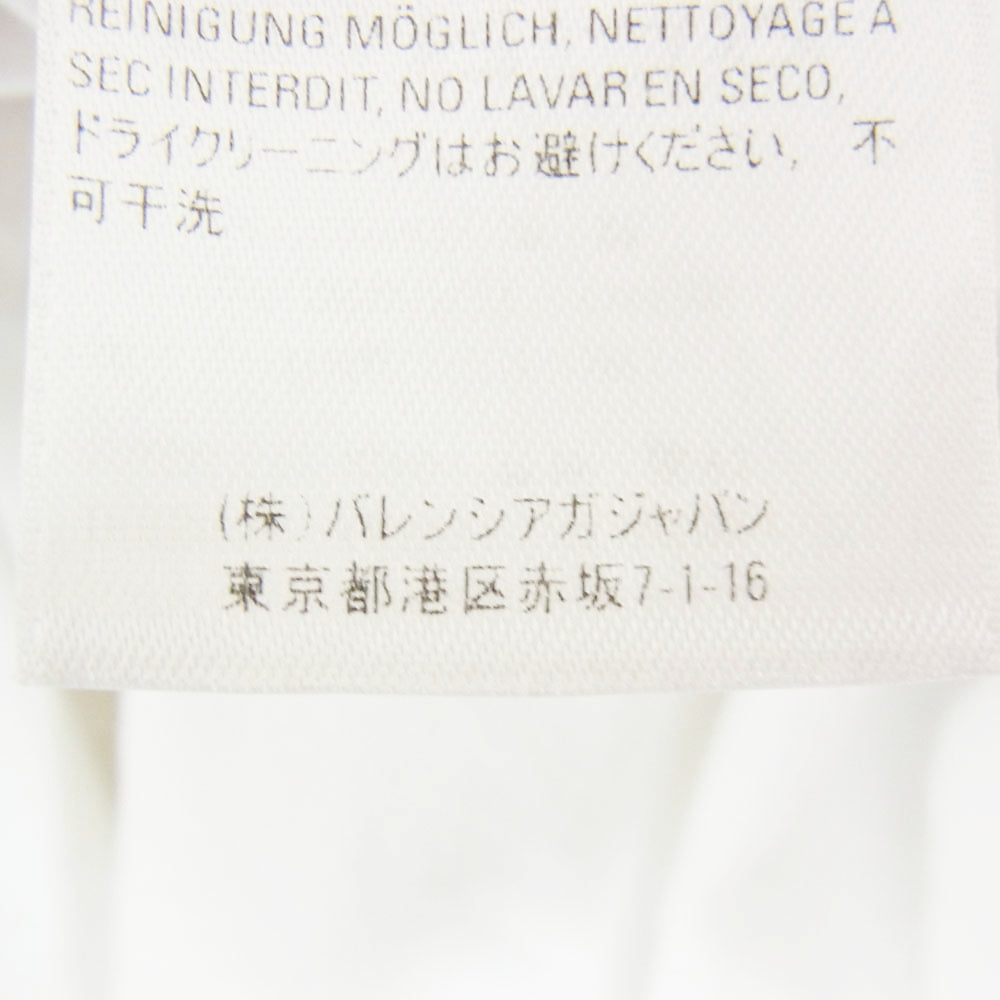 REINIGUNG MÖGLICH, NETTOYAGE A
SEC INTERDIT, NO LAVAR EN SECO,
ドライクリーニングはお避けください, 不
可干洗
(株)バレンシアガジャパン
東京都港区赤坂7-1-16